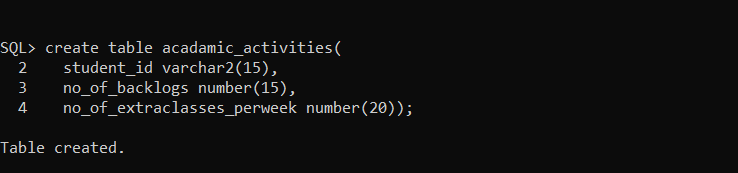 SQL> create table acadamic_activities(
  2    student_id varchar2(15),
  3    no_of_backlogs number(15),
  4    no_of_extraclasses_perweek number(20));
Table created.